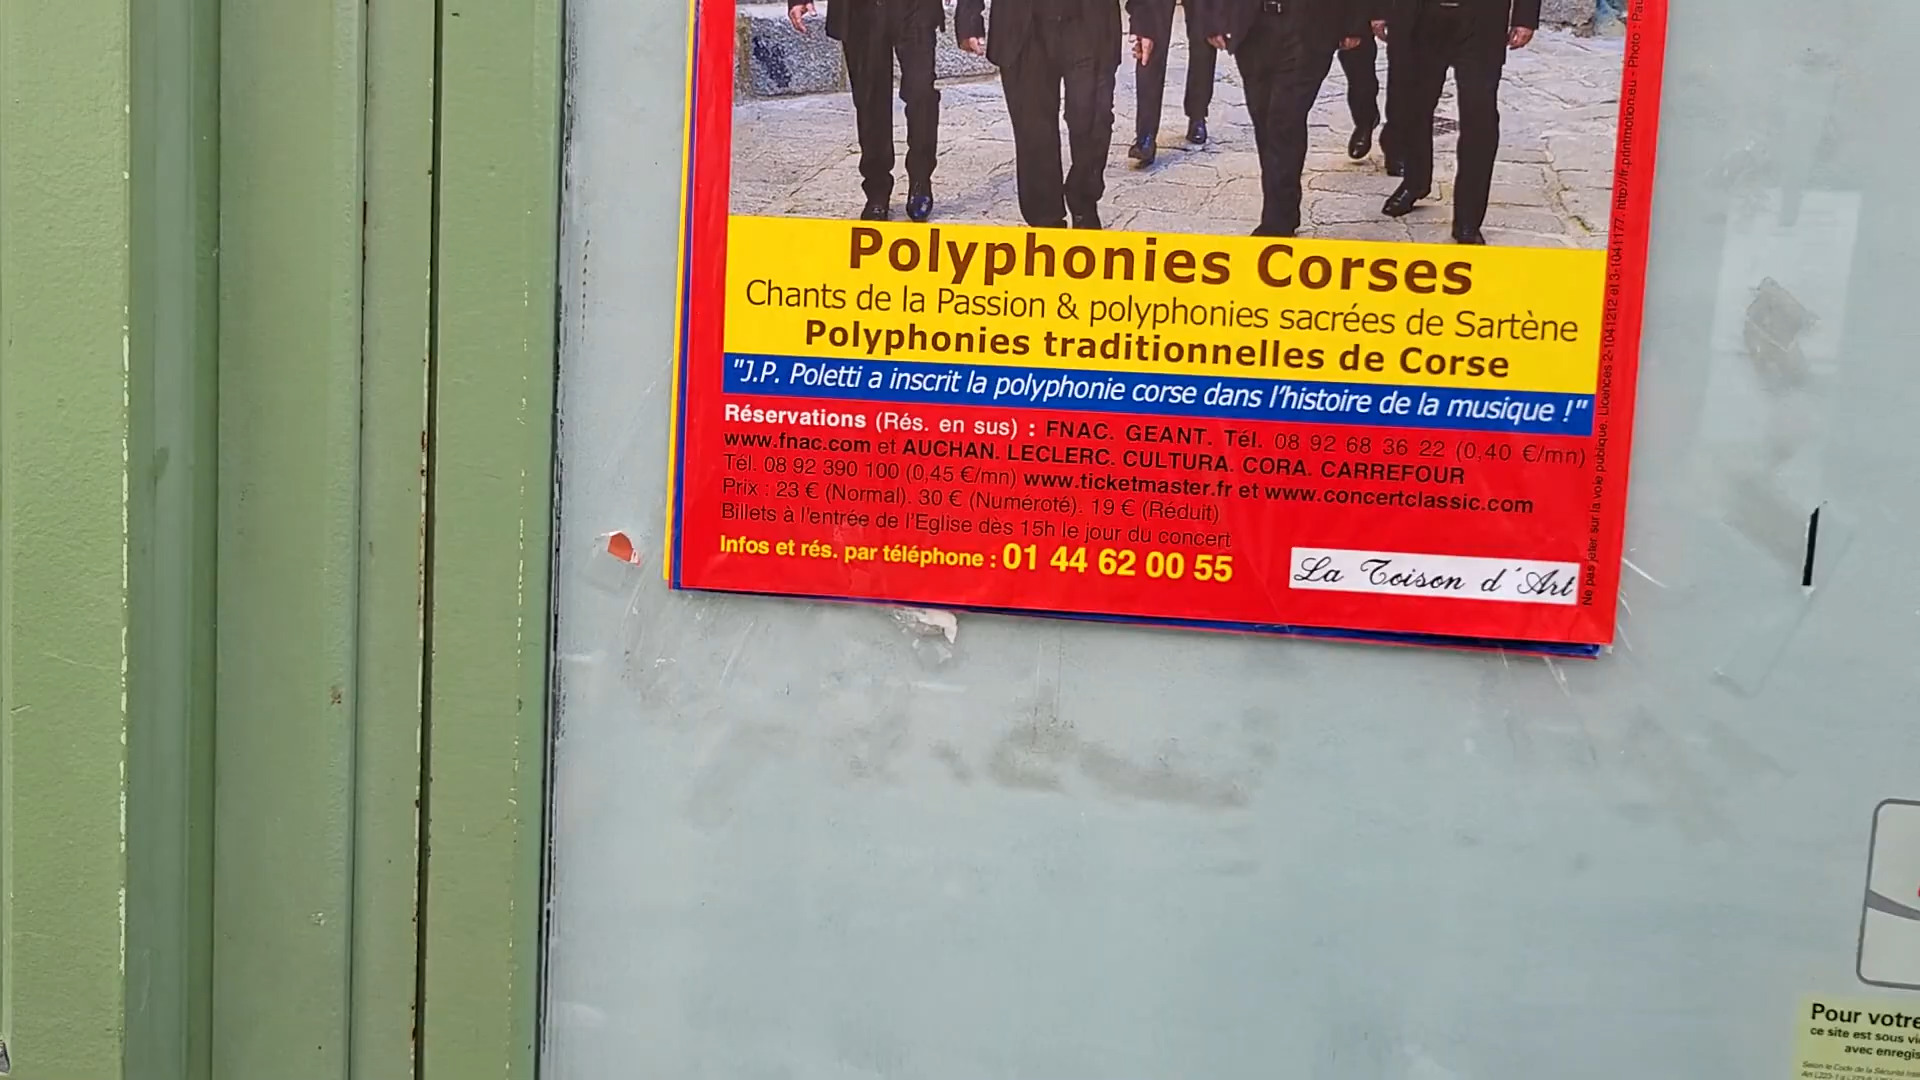 Polyphonies Corses
Chants de la Passion & polyphonies sacrées de Sartène
Polyphonies traditionnelles de Corse
"J.P. Poletti a inscrit la polyphonie corse dans l'histoire de la musique !"
Réservations (Rés. en sus) : FNAC. GEANT. Tél. 08 92 68 36 22 (0,40 €/mn)
www.fnac.com et AUCHAN. LECLERC. CULTURA. CORA. CARREFOUR
Tél. 08 92 390 100 (0,45 €/mn) www.ticketmaster.fr et www.concertclassic.com
Prix : 23 € (Normal). 30 € (Numéroté). 19 € (Réduit)
Billets à l'entrée de l'Eglise dès 15h le jour du concert
Infos et rés. par téléphone : 01 44 62 00 55
La Toison d'Art
Ne pas jeter sur la voie publique. Licences 2-1041212 et 3-1041177. http://fr.printmotion.eu - Photo - Pau
Pour votre
ce site est sous
avec enregis